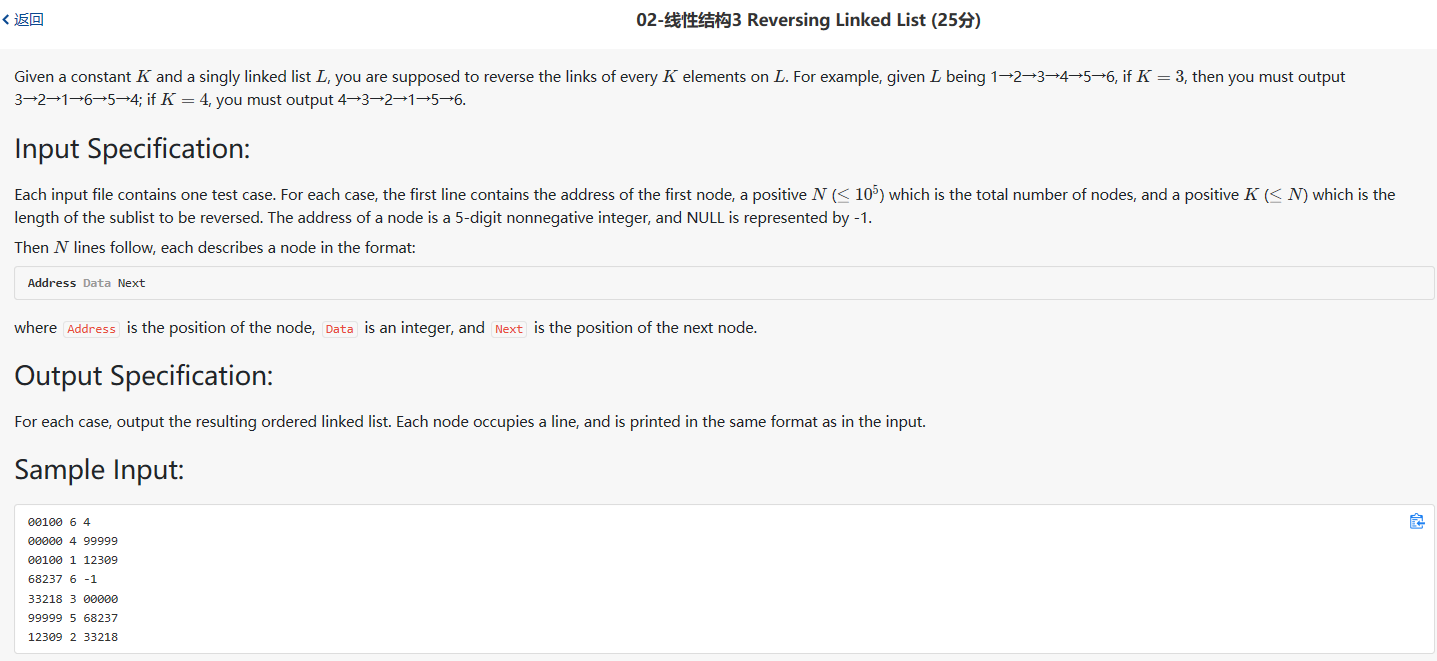 返回
02-线性结构3 Reversing Linked List (25分)
Given a constant K and a singly linked list L, you are supposed to reverse the links of every K elements on L. For example, given L being 1→2→3→4→5→6, if K = 3, then you must output
3→2→1→6→5→4; if K = 4, you must output 4→3→2→1→5→6.
Input Specification:
Each input file contains one test case. For each case, the first line contains the address of the first node, a positive N (≤ 10⁵) which is the total number of nodes, and a positive K (≤ N) which is the
length of the sublist to be reversed. The address of a node is a 5-digit nonnegative integer, and NULL is represented by -1.
Then N lines follow, each describes a node in the format:
Address Data Next
where Address is the position of the node, Data is an integer, and Next is the position of the next node.
Output Specification:
For each case, output the resulting ordered linked list. Each node occupies a line, and is printed in the same format as in the input.
Sample Input:
00100 6 4
00000 4 99999
00100 1 12309
68237 6 -1
33218 3 00000
99999 5 68237
12309 2 33218